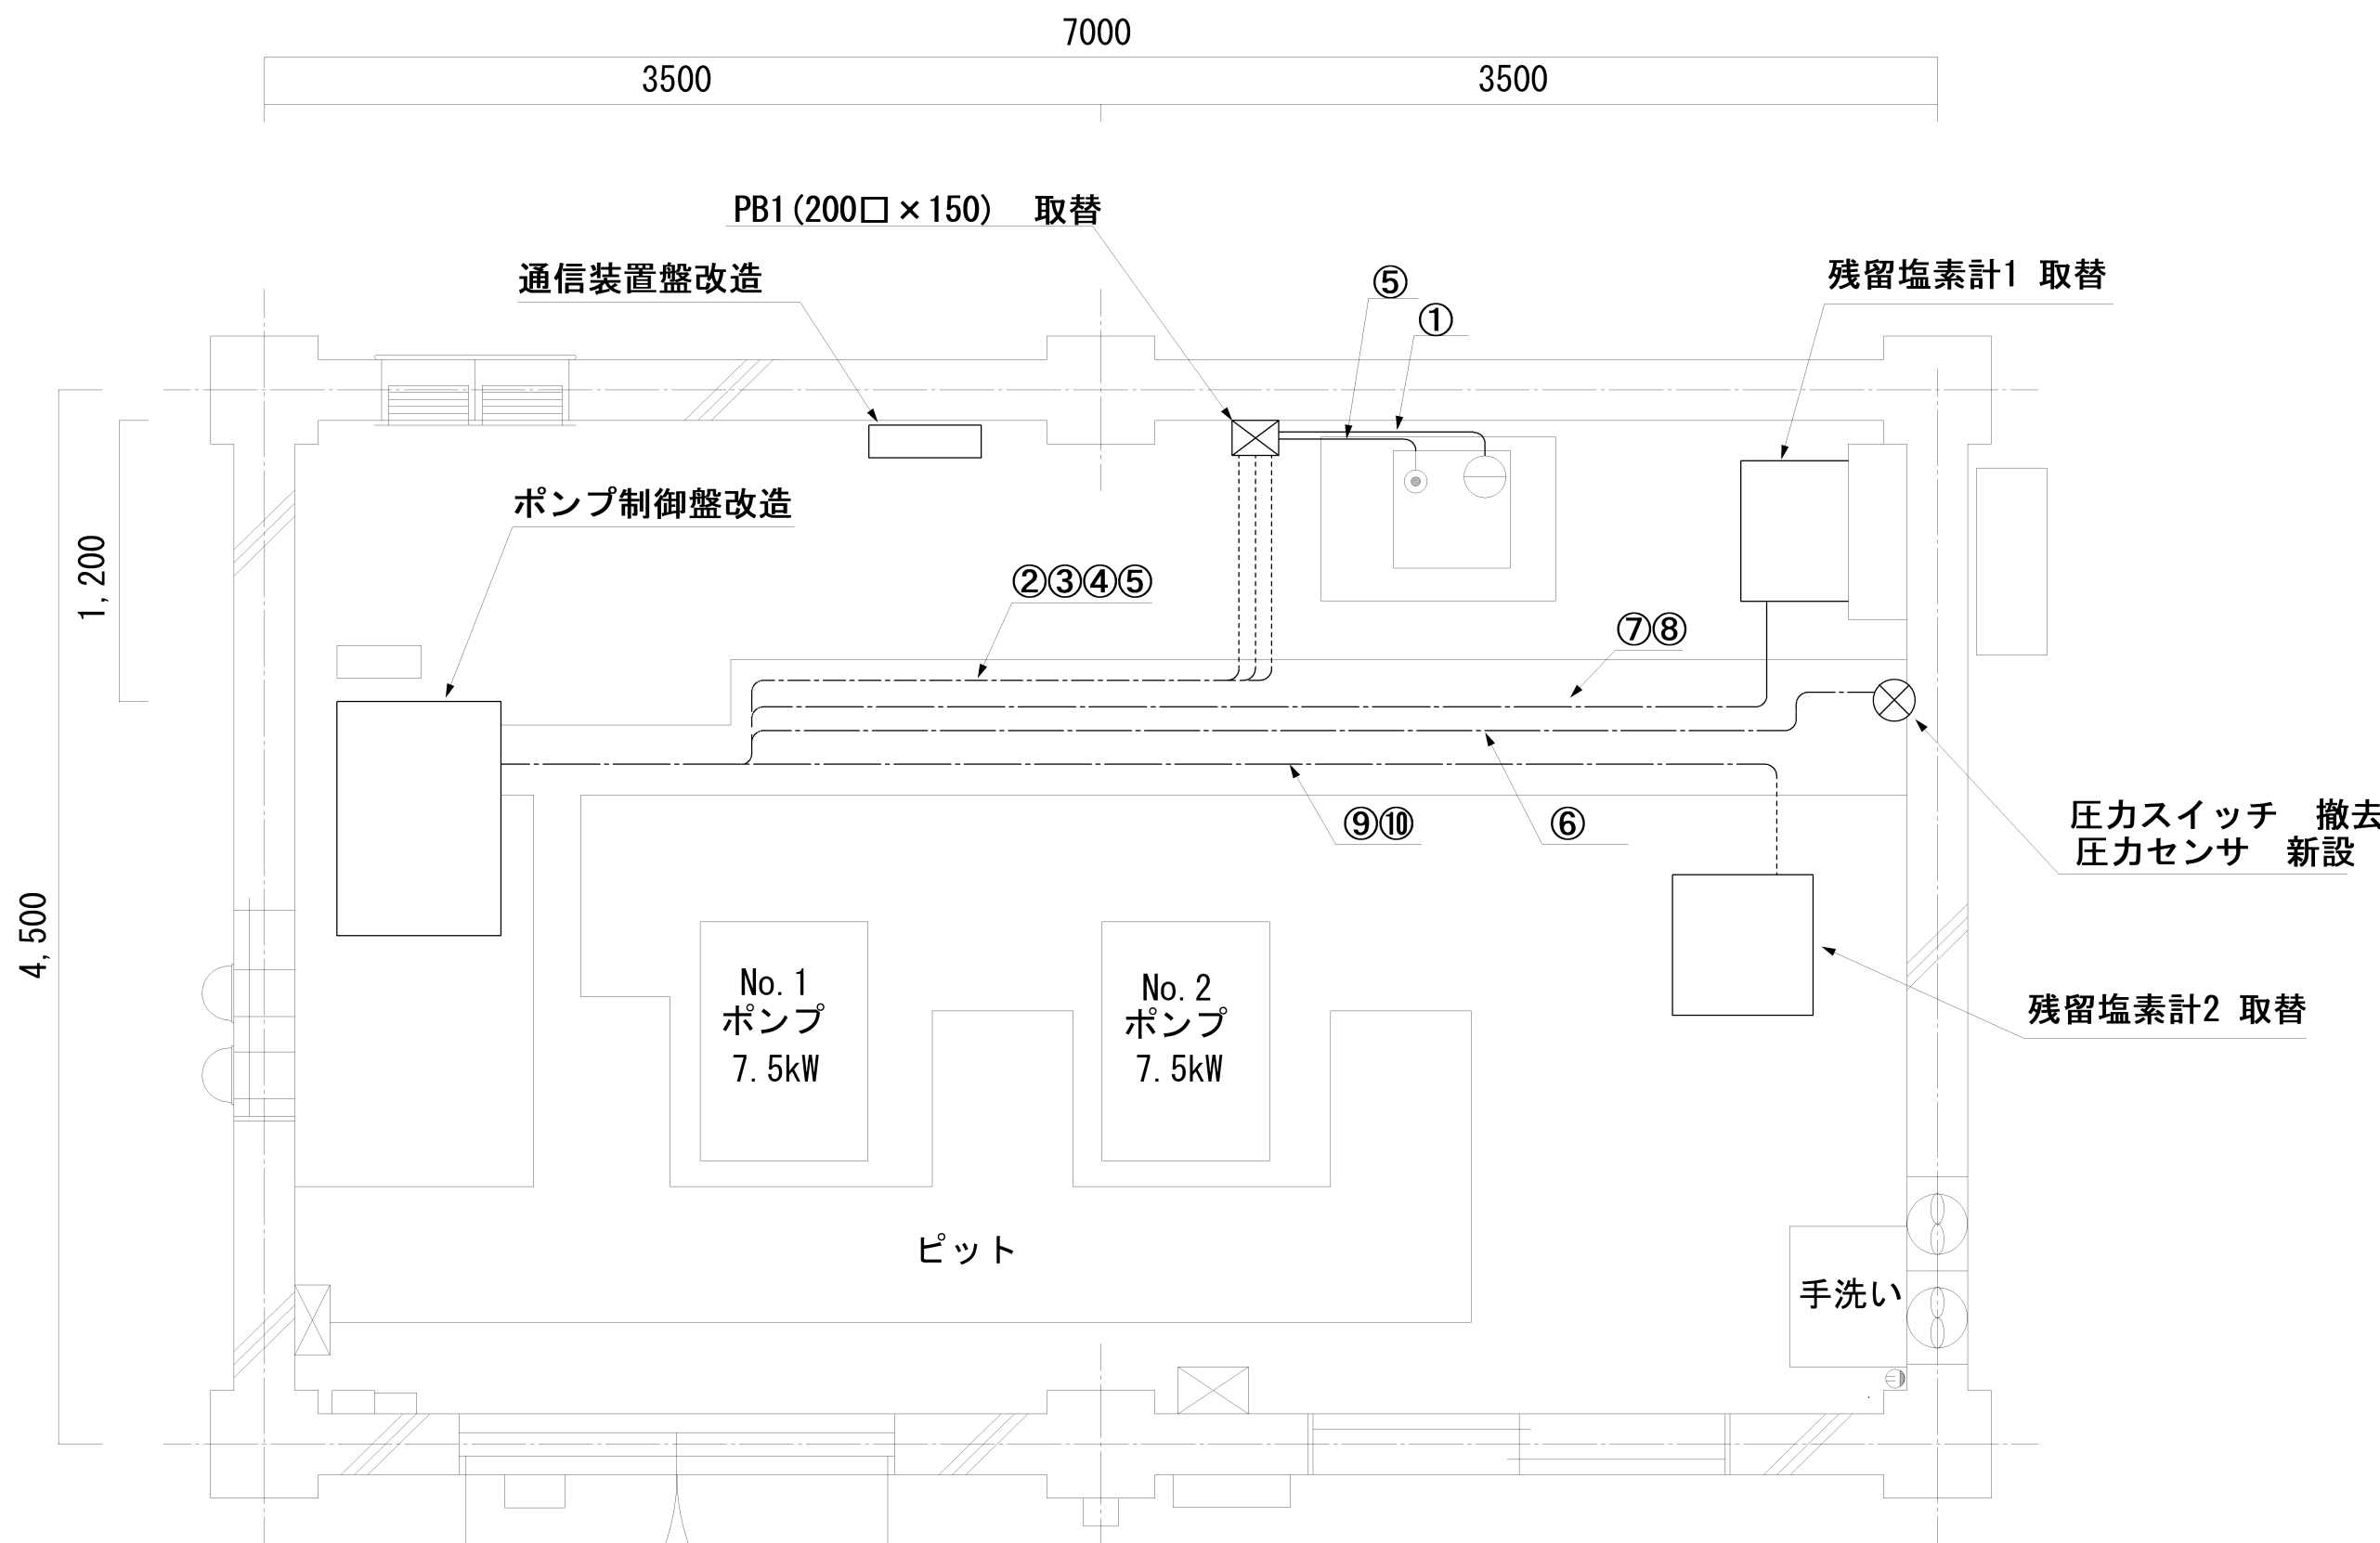 7000
3500
3500
PB1(200□×150) 取替
通信装置盤改造
⑤
①
残留塩素計1 取替
ポンプ制御盤改造
1,200
②③④⑤
⑦⑧
⑨⑩
⑥
圧力スイッチ 撤去
圧力センサ 新設
4,500
No.1
ポンプ
7.5kW
No.2
ポンプ
7.5kW
残留塩素計2 取替
ピット
手洗い